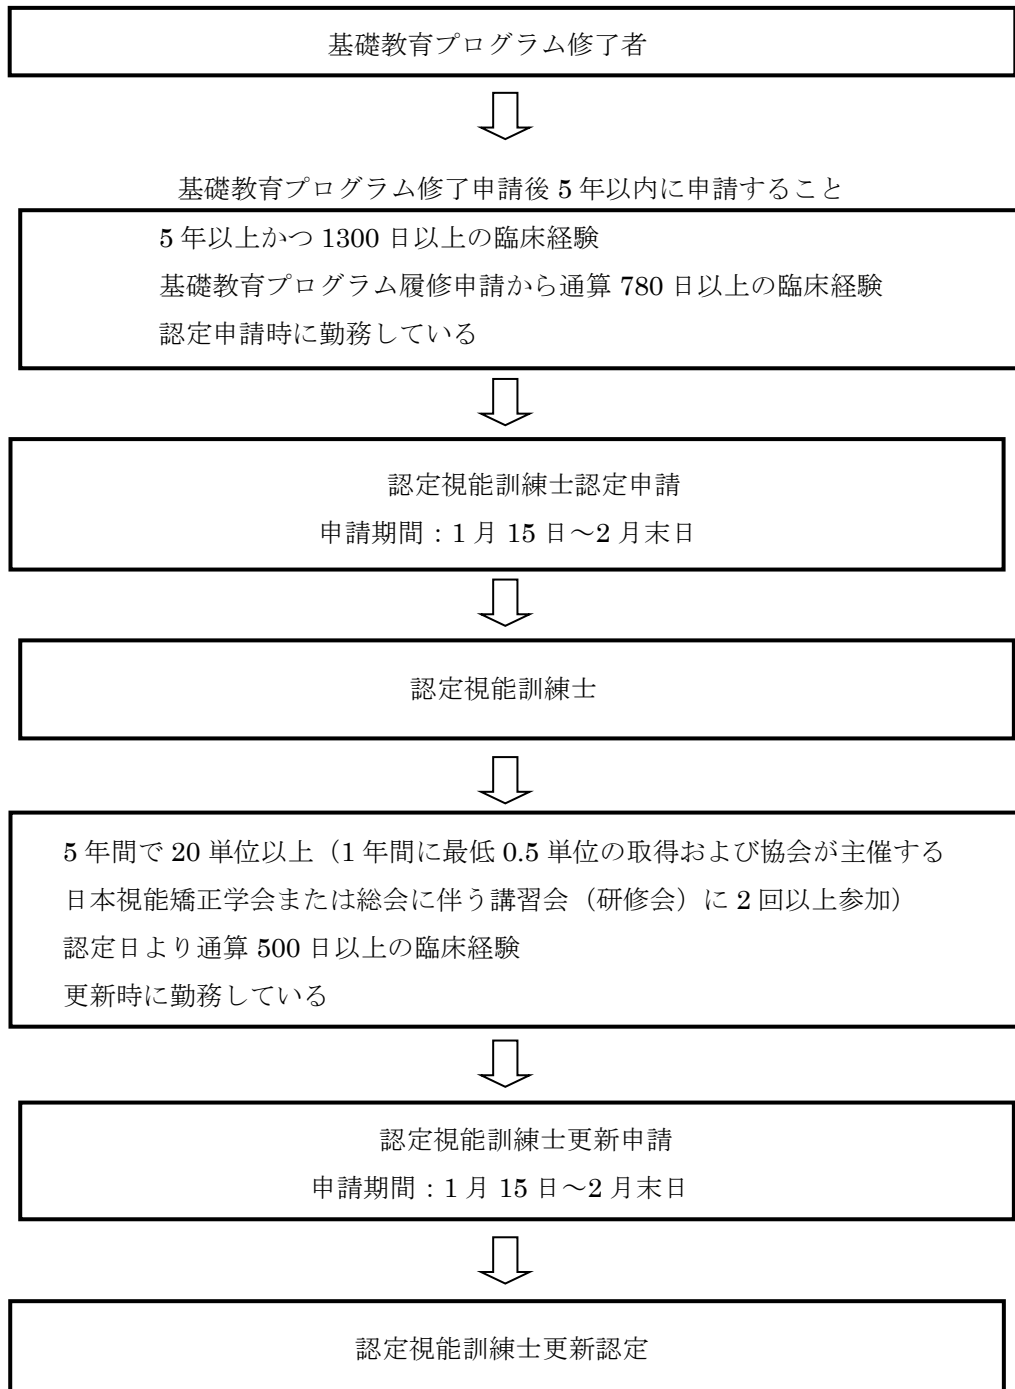 基礎教育プログラム修了者
基礎教育プログラム修了申請後 5 年以内に申請すること
5 年以上かつ 1300 日以上の臨床経験
基礎教育プログラム履修申請から通算 780 日以上の臨床経験
認定申請時に勤務している
認定視能訓練士認定申請
申請期間：1 月 15 日～2 月末日
認定視能訓練士
5 年間で 20 単位以上（1 年間に最低 0.5 単位の取得および協会が主催する
日本視能矯正学会または総会に伴う講習会（研修会）に 2 回以上参加）
認定日より通算 500 日以上の臨床経験
更新時に勤務している
認定視能訓練士更新申請
申請期間：1 月 15 日～2 月末日
認定視能訓練士更新認定